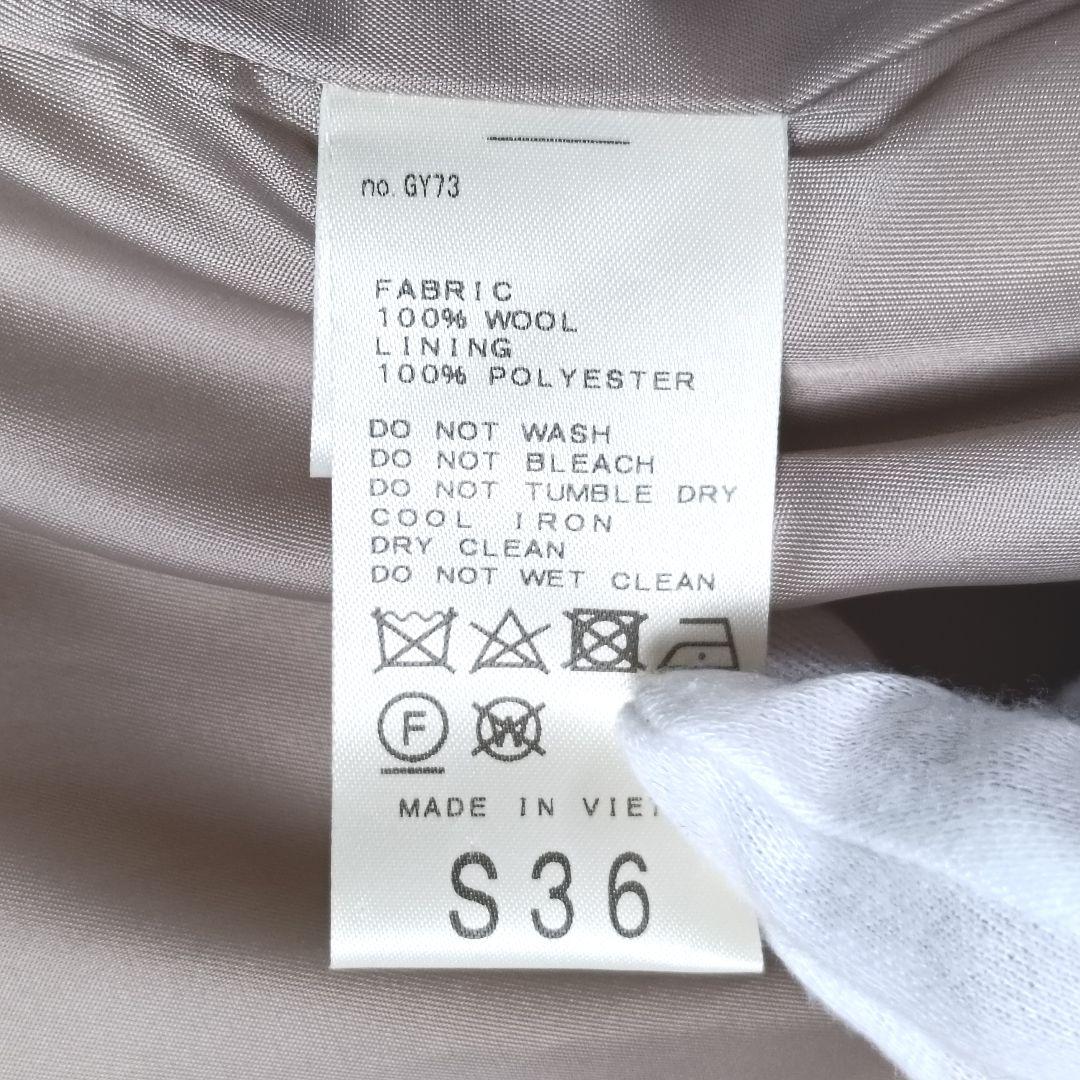 no. GY73
FABRIC
100% WOOL
LINING
100% POLYESTER
DO NOT WASH
DO NOT BLEACH
DO NOT TUMBLE DRY
COOL IRON
DRY CLEAN
DO NOT WET CLEAN
F W
MADE IN
S36